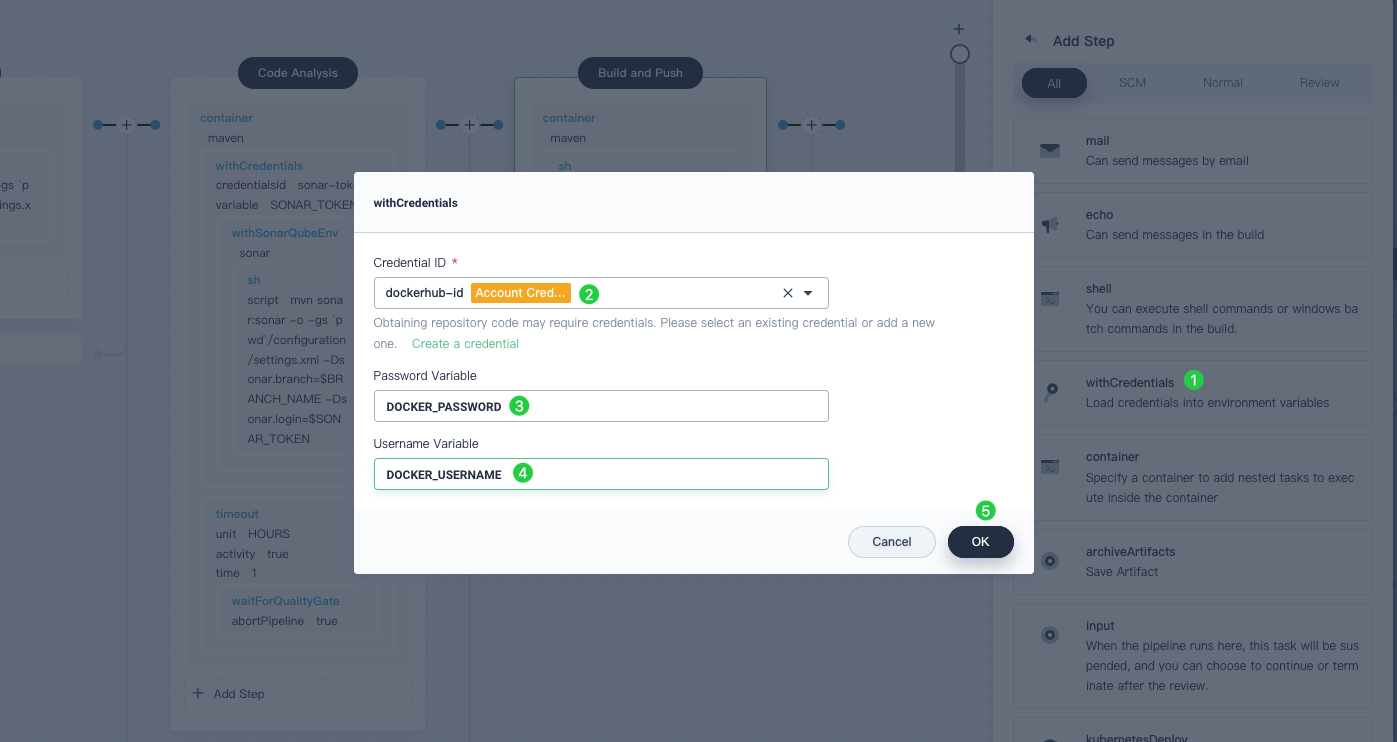 Code Analysis
container
maven
withCredentials
credentialsId sonar-tok
variable SONAR_TOKEN
withSonarQubeEnv
sonar
sh
script mvn sona
r:sonar -o -gs `p
wd`/configuration
/settings.xml -Ds
onar.branch=$BR
ANCH_NAME -Ds
onar.login=$SON
AR_TOKEN
timeout
unit HOURS
activity true
time 1
waitForQualityGate
abortPipeline true
+ Add Step
-gs `p
ings.x
Build and Push
container
maven
sh
withCredentials
Credential ID *
dockerhub-id Account Cred... 2
Obtaining repository code may require credentials. Please select an existing credential or add a new
one. Create a credential
Password Variable
DOCKER_PASSWORD 3
Username Variable
DOCKER_USERNAME 4
5
Cancel OK
Add Step
All SCM Normal Review
mail
Can send messages by email
echo
Can send messages in the build
shell
You can execute shell commands or windows ba
tch commands in the build.
withCredentials 1
Load credentials into environment variables
container
Specify a container to add nested tasks to exec
ute inside the container
archiveArtifacts
Save Artifact
input
When the pipeline runs here, this task will be sus
pended, and you can choose to continue or term
inate after the review.
kubernetesDeploy